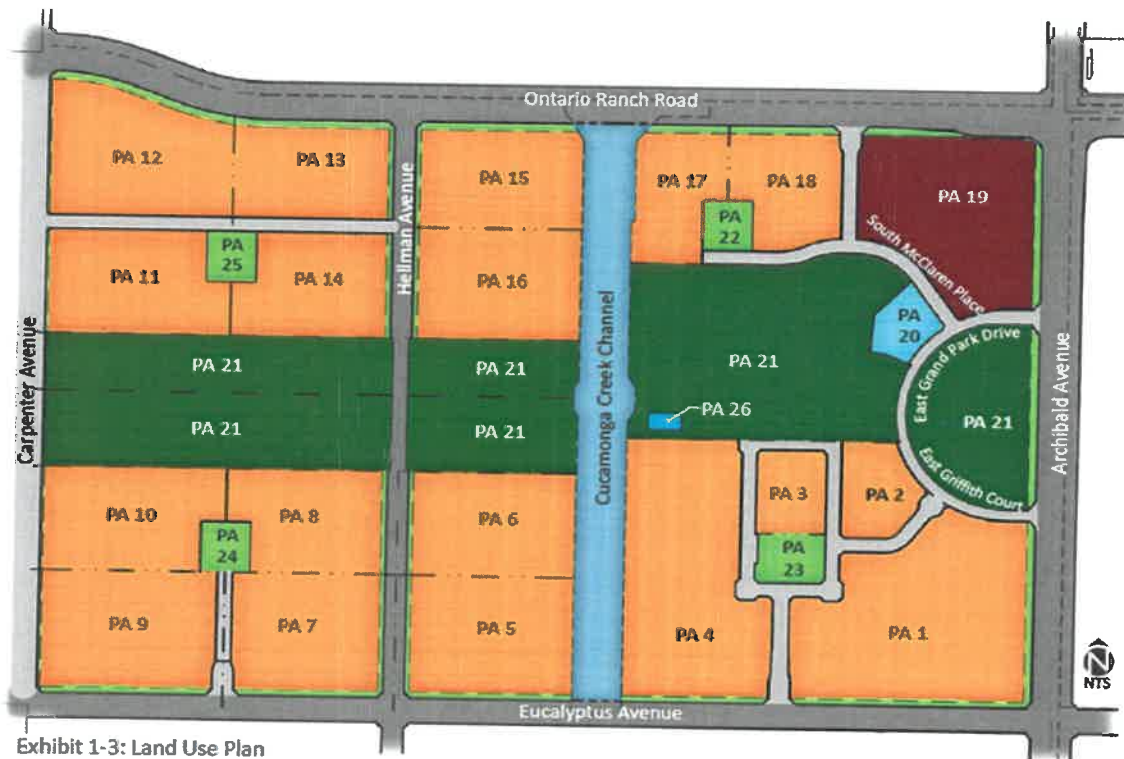 Ontario Ranch Road
PA 12
PA 13
PA 15
PA 17
PA 18
PA 19
PA
22
South McClaren Place
Hellman Avenue
PA
25
PA 11
PA 14
PA 16
Cucamonga Creek Channel
PA
20
East Grand Park Drive
Carpenter Avenue
PA 21
PA 21
PA 21
PA 21
PA 21
PA 26
PA 21
Archibald Avenue
East Griffith Court
PA 10
PA 8
PA 6
PA 3
PA 2
PA
24
PA
23
PA 9
PA 7
PA 5
PA 4
PA 1
N
NTS
Eucalyptus Avenue
Exhibit 1-3: Land Use Plan